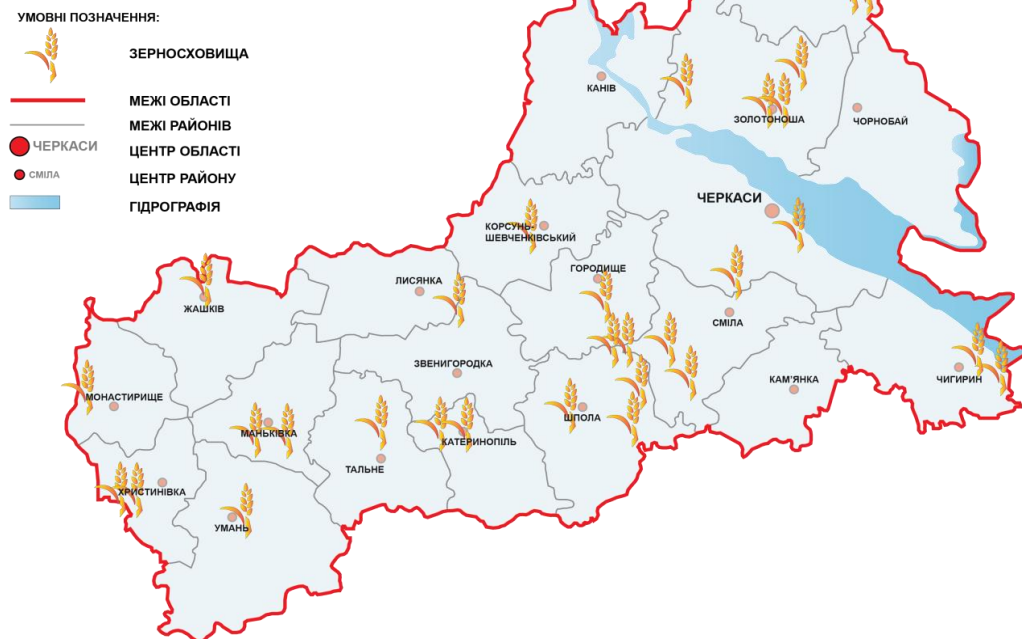 УМОВНІ ПОЗНАЧЕННЯ:
ЗЕРНОСХОВИЩА
МЕЖІ ОБЛАСТІ
МЕЖІ РАЙОНІВ
ЧЕРКАСИ
ЦЕНТР ОБЛАСТІ
СМІЛА
ЦЕНТР РАЙОНУ
ГІДРОГРАФІЯ
КАНІВ
ЗОЛОТОНОША
ЧОРНОБАЙ
ЧЕРКАСИ
КОРСУНЬ-
ШЕВЧЕНКІВСЬКИЙ
ГОРОДИЩЕ
ЛИСЯНКА
ЖАШКІВ
СМІЛА
ЗВЕНИГОРОДКА
КАМ'ЯНКА
ЧИГИРИН
МОНАСТИРИЩЕ
ШПОЛА
МАНЬКІВКА
КАТЕРИНОПІЛЬ
ТАЛЬНЕ
ХРИСТИНІВКА
УМАНЬ